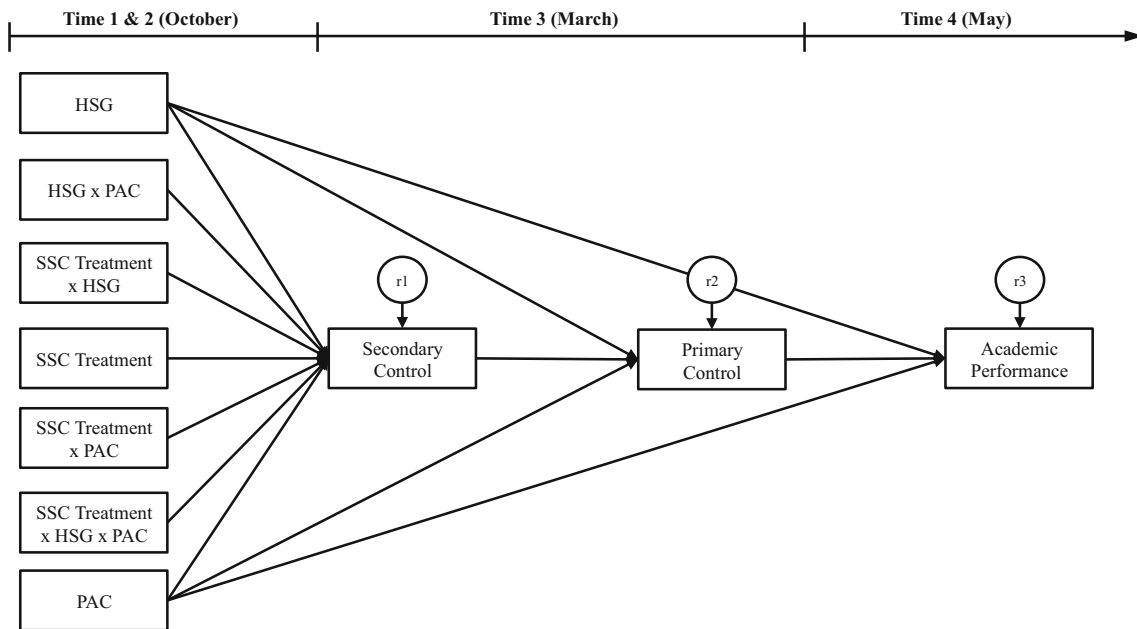 Time 1 & 2 (October)
Time 3 (March)
Time 4 (May)
HSG
HSG x PAC
SSC Treatment
x HSG
SSC Treatment
SSC Treatment
x PAC
SSC Treatment
x HSG x PAC
PAC
r1
Secondary
Control
r2
Primary
Control
r3
Academic
Performance